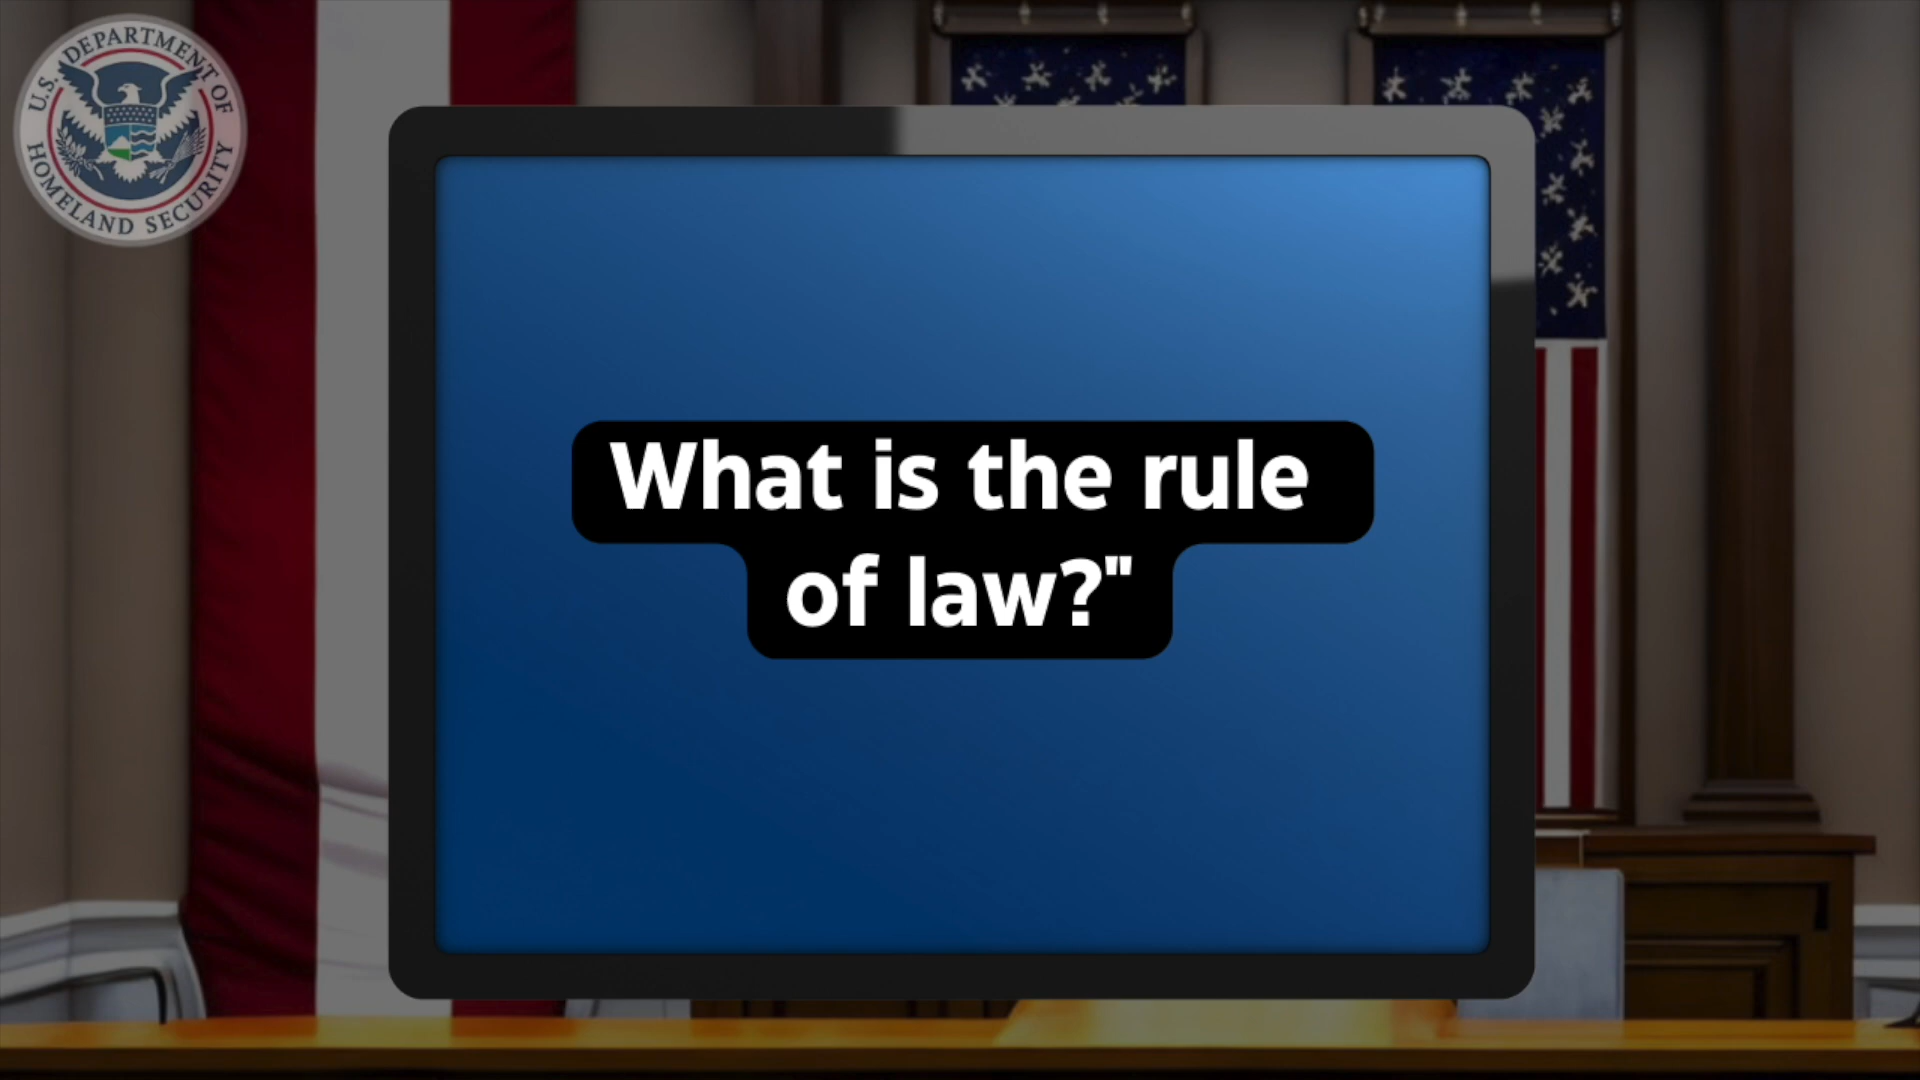 U.S. DEPARTMENT OF
HOMELAND SECURITY
What is the rule
of law?"